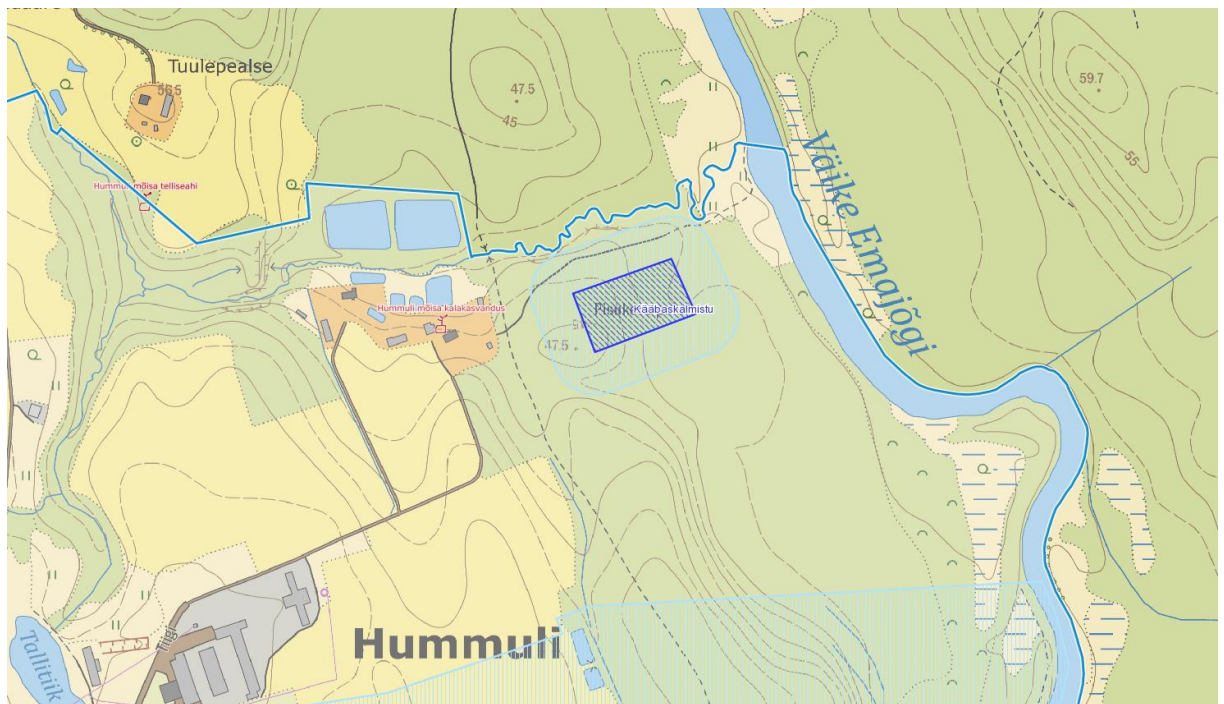 Tuulepealse
56.5
47.5
45
59.7
55
Hummuli mõisa telliseahi
Väike Emajõgi
Hummuli mõisa kalakasvandus
Kääbaskalmistu
47.5
Hummuli
Tallitiik